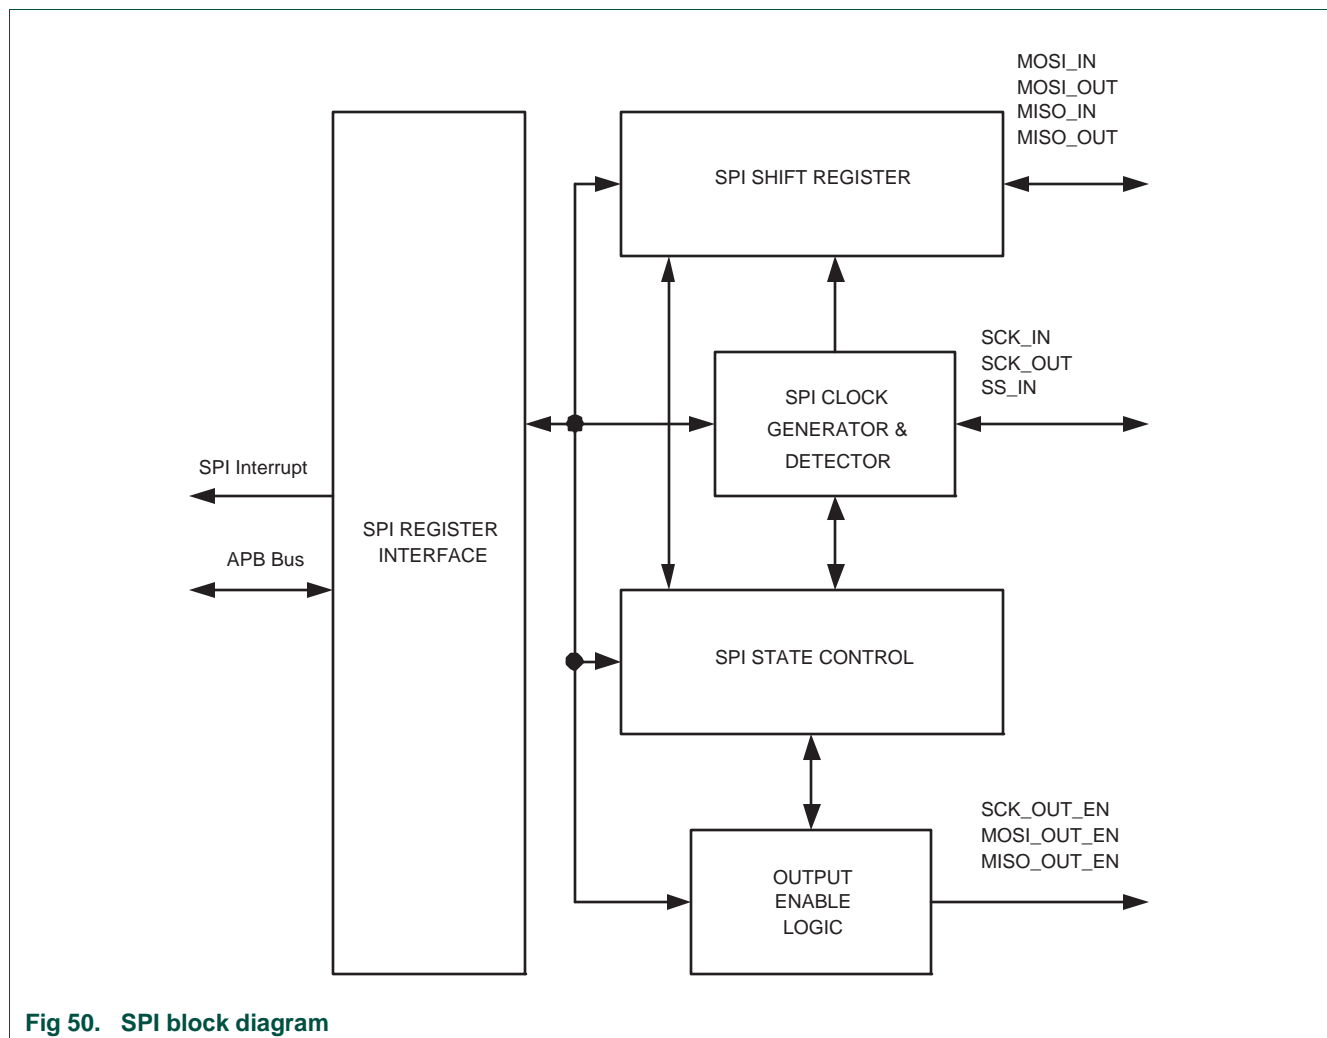 MOSI_IN
MOSI_OUT
MISO_IN
MISO_OUT
SPI SHIFT REGISTER
SCK_IN
SCK_OUT
SS_IN
SPI CLOCK
GENERATOR &
DETECTOR
SPI Interrupt
SPI REGISTER
INTERFACE
APB Bus
SPI STATE CONTROL
SCK_OUT_EN
MOSI_OUT_EN
MISO_OUT_EN
OUTPUT
ENABLE
LOGIC
Fig 50. SPI block diagram